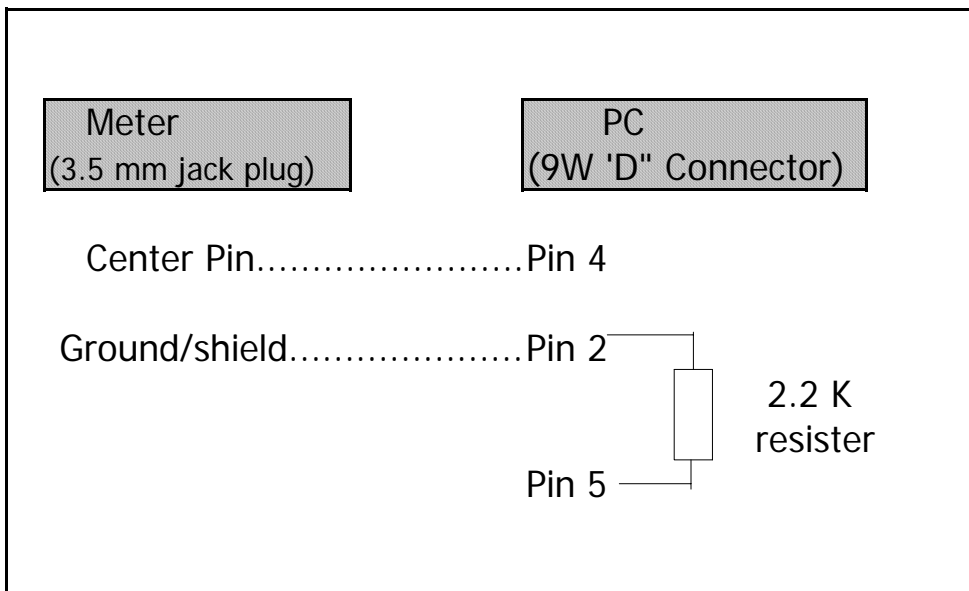 Meter
(3.5 mm jack plug)
PC
(9W 'D" Connector)
Center Pin........................Pin 4
Ground/shield.....................Pin 2
2.2 K
resister
Pin 5